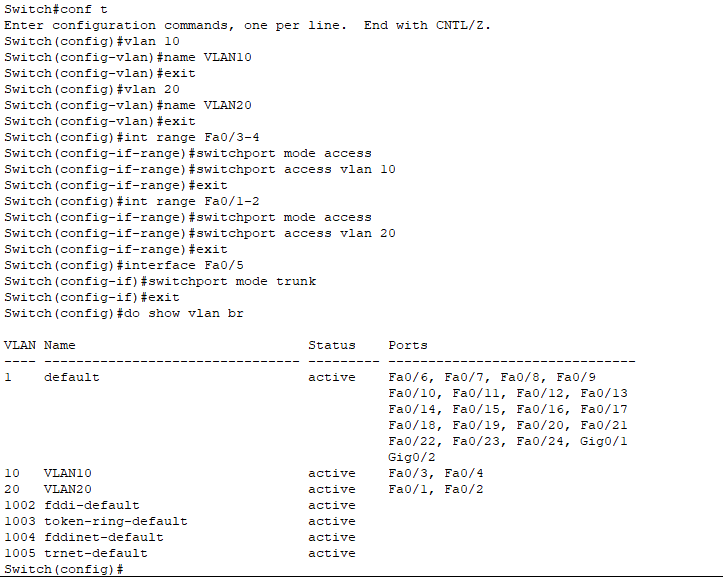 Switch#conf t
Enter configuration commands, one per line.  End with CNTL/Z.
Switch(config)#vlan 10
Switch(config-vlan)#name VLAN10
Switch(config-vlan)#exit
Switch(config)#vlan 20
Switch(config-vlan)#name VLAN20
Switch(config-vlan)#exit
Switch(config)#int range Fa0/3-4
Switch(config-if-range)#switchport mode access
Switch(config-if-range)#switchport access vlan 10
Switch(config-if-range)#exit
Switch(config)#int range Fa0/1-2
Switch(config-if-range)#switchport mode access
Switch(config-if-range)#switchport access vlan 20
Switch(config-if-range)#exit
Switch(config)#interface Fa0/5
Switch(config-if)#switchport mode trunk
Switch(config-if)#exit
Switch(config)#do show vlan br

VLAN Name                             Status    Ports
---- -------------------------------- --------- -------------------------------
1    default                          active    Fa0/6, Fa0/7, Fa0/8, Fa0/9
                                                Fa0/10, Fa0/11, Fa0/12, Fa0/13
                                                Fa0/14, Fa0/15, Fa0/16, Fa0/17
                                                Fa0/18, Fa0/19, Fa0/20, Fa0/21
                                                Fa0/22, Fa0/23, Fa0/24, Gig0/1
                                                Gig0/2
10   VLAN10                           active    Fa0/3, Fa0/4
20   VLAN20                           active    Fa0/1, Fa0/2
1002 fddi-default                     active
1003 token-ring-default               active
1004 fddinet-default                  active
1005 trnet-default                    active
Switch(config)#